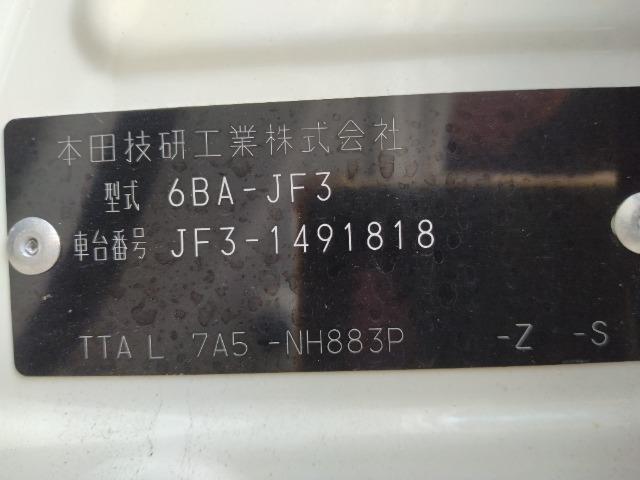 本田技研工業株式会社
型式 6BA-JF3
車台番号 JF3-1491818
TTA L 7A5 -NH883P -Z -S